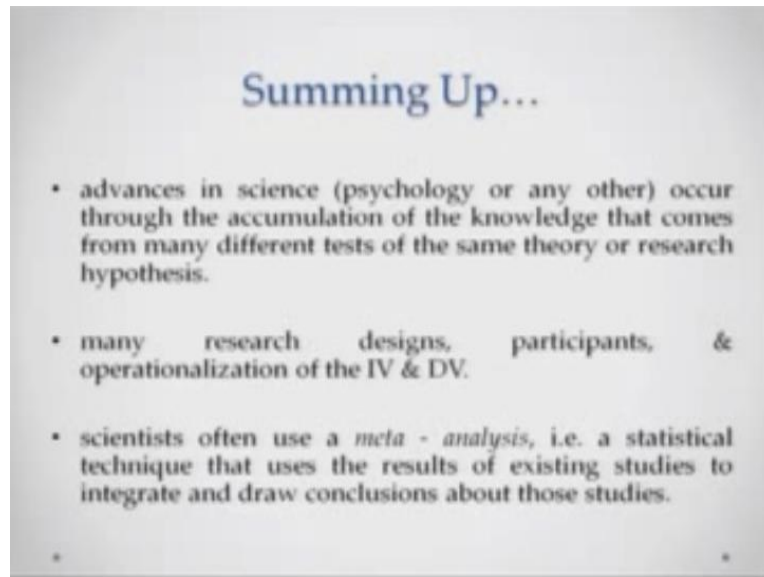 Summing Up...
• advances in science (psychology or any other) occur
through the accumulation of the knowledge that comes
from many different tests of the same theory or research
hypothesis.
• many research designs, participants, &
operationalization of the IV & DV.
• scientists often use a meta - analysis, i.e. a statistical
technique that uses the results of existing studies to
integrate and draw conclusions about those studies.